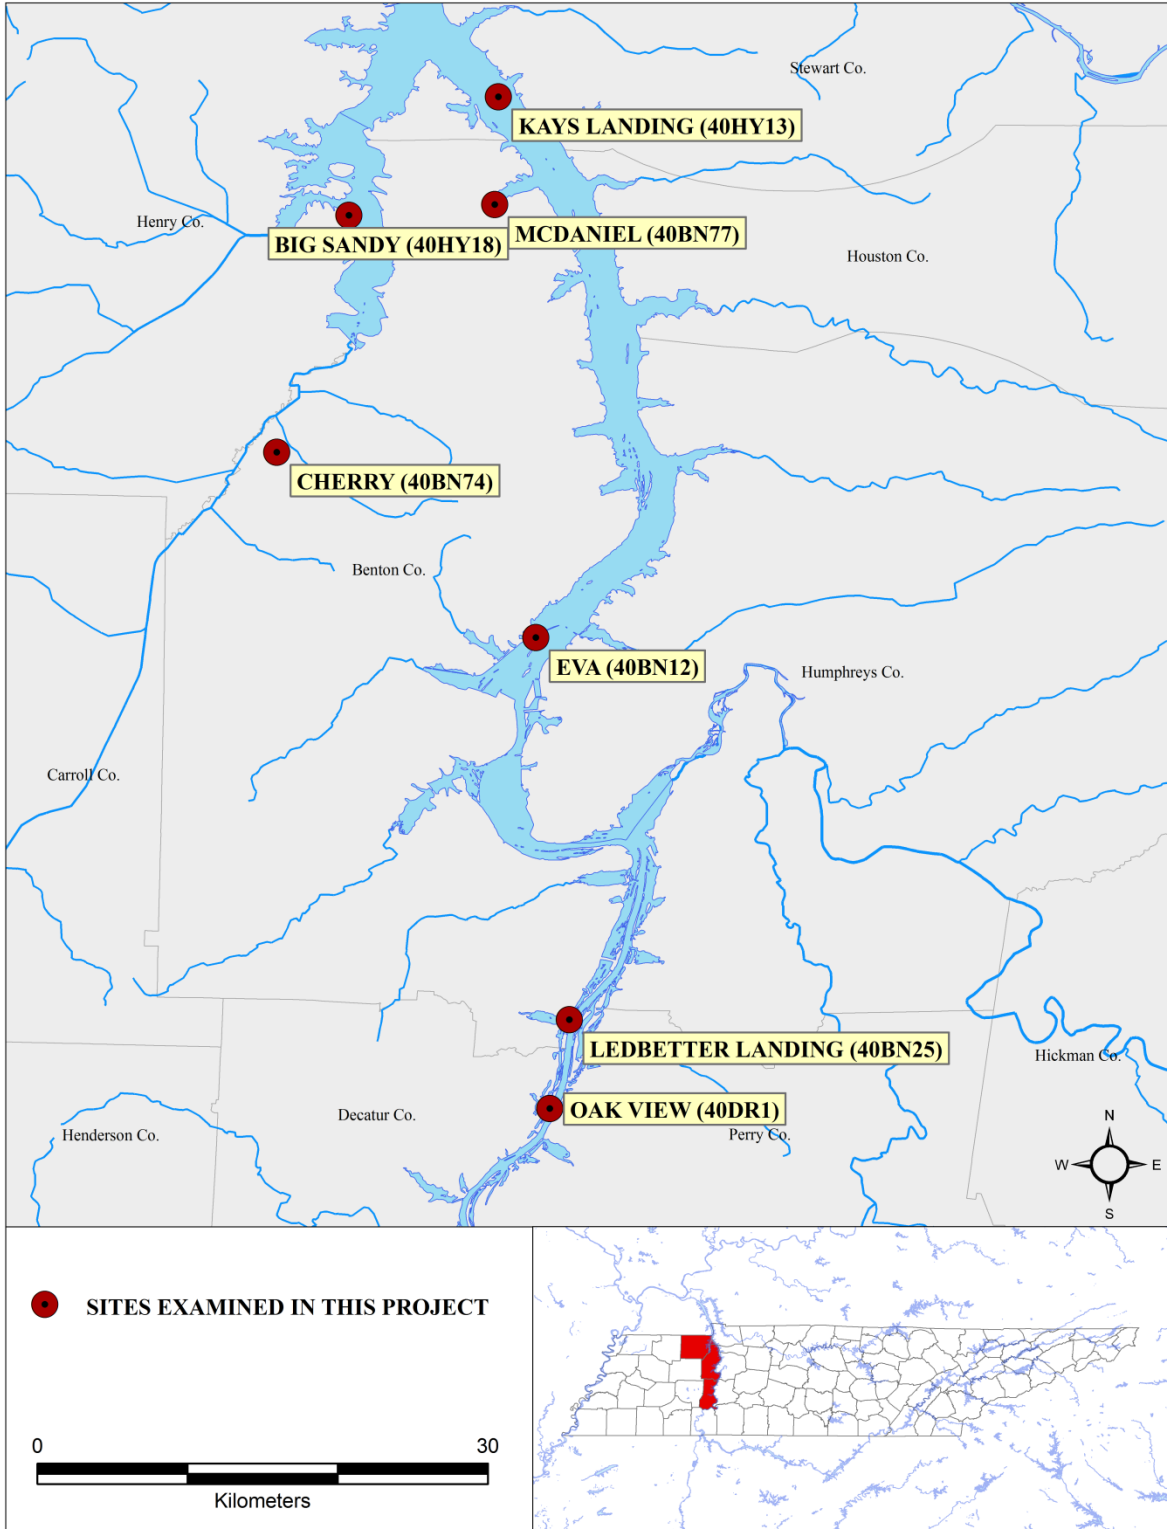 Stewart Co.
KAYS LANDING (40HY13)
Henry Co.
BIG SANDY (40HY18)
MCDANIEL (40BN77)
Houston Co.
CHERRY (40BN74)
Benton Co.
EVA (40BN12)
Humphreys Co.
Carroll Co.
LEDBETTER LANDING (40BN25)
Hickman Co.
OAK VIEW (40DR1)
Decatur Co.
Henderson Co.
Perry Co.
N
W E
S
SITES EXAMINED IN THIS PROJECT
0 30
Kilometers